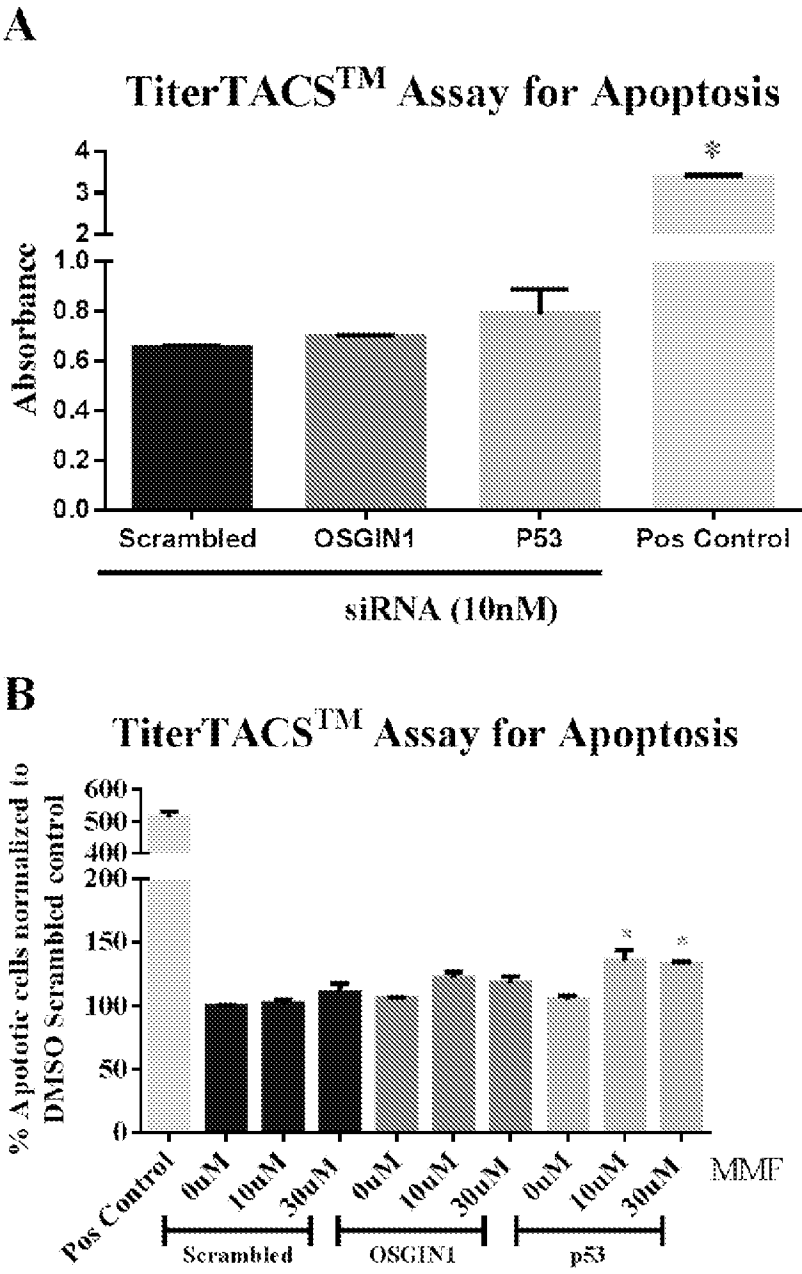 A
TiterTACS™ Assay for Apoptosis
Absorbance
4
3
2
1.0
0.8
0.6
0.4
0.2
0.0
*
Scrambled OSGIN1 P53 Pos Control
siRNA (10nM)
B
TiterTACS™ Assay for Apoptosis
% Apoptotic cells normalized to
DMSO Scrambled control
600
500
400
200
150
100
50
0
* *
Pos Control 0uM 10uM 30uM 0uM 10uM 30uM 0uM 10uM 30uM MMF
Scrambled OSGIN1 p53